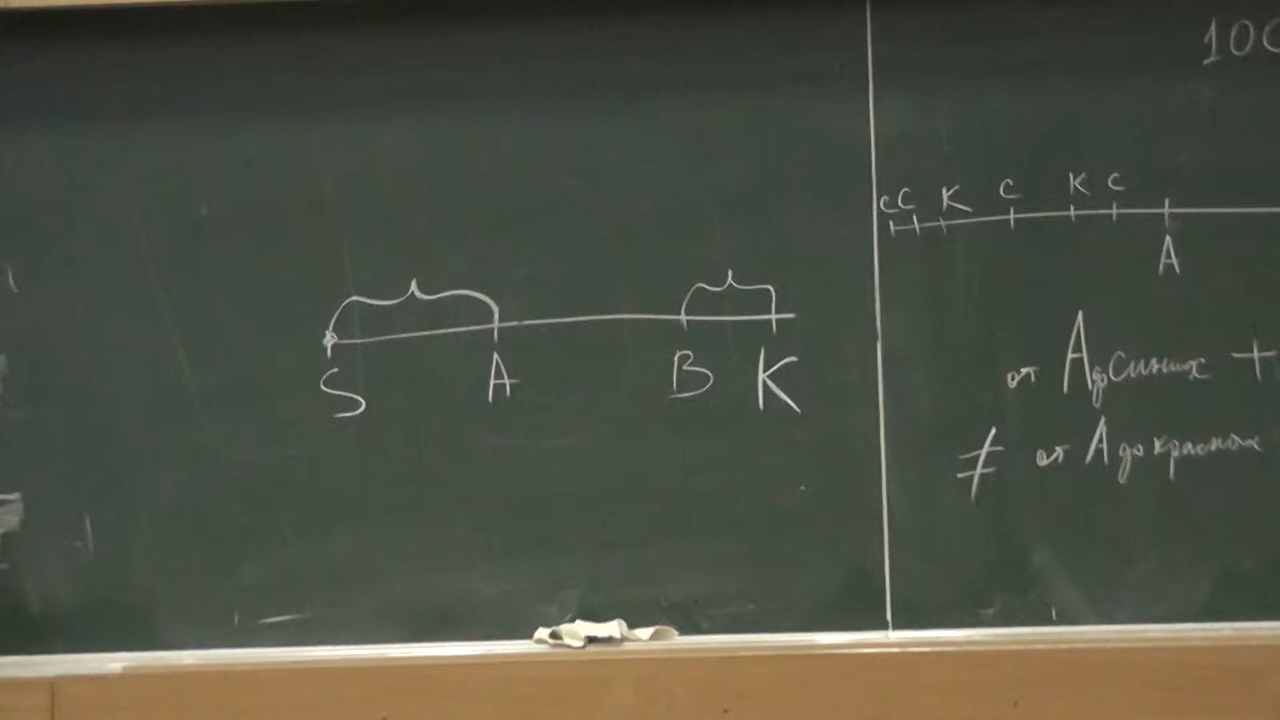 S A B K
100
с С К с К с
А
от А до синих +
≠ от А до красных